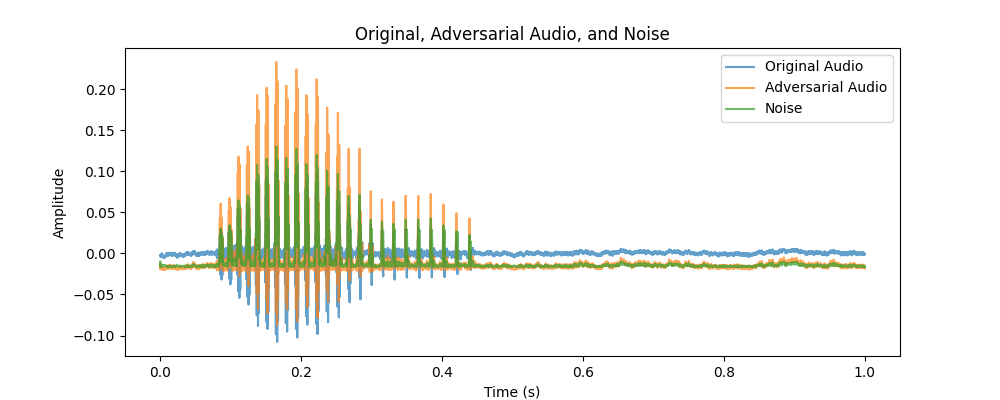 Original, Adversarial Audio, and Noise
Original Audio
Adversarial Audio
Noise
Amplitude
0.20
0.15
0.10
0.05
0.00
−0.05
−0.10
0.0
0.2
0.4
0.6
0.8
1.0
Time (s)